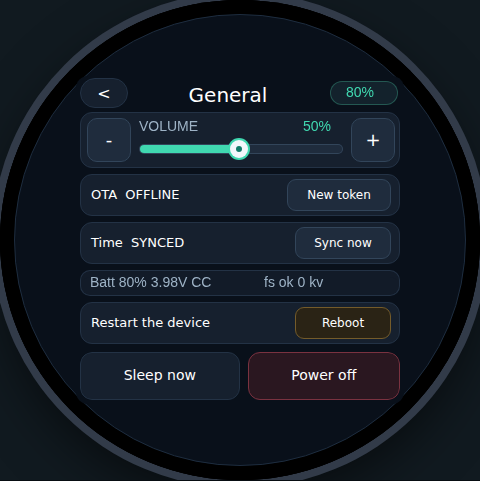 < General 80%
VOLUME 50%
- +
OTA OFFLINE New token
Time SYNCED Sync now
Batt 80% 3.98V CC fs ok 0 kv
Restart the device Reboot
Sleep now Power off